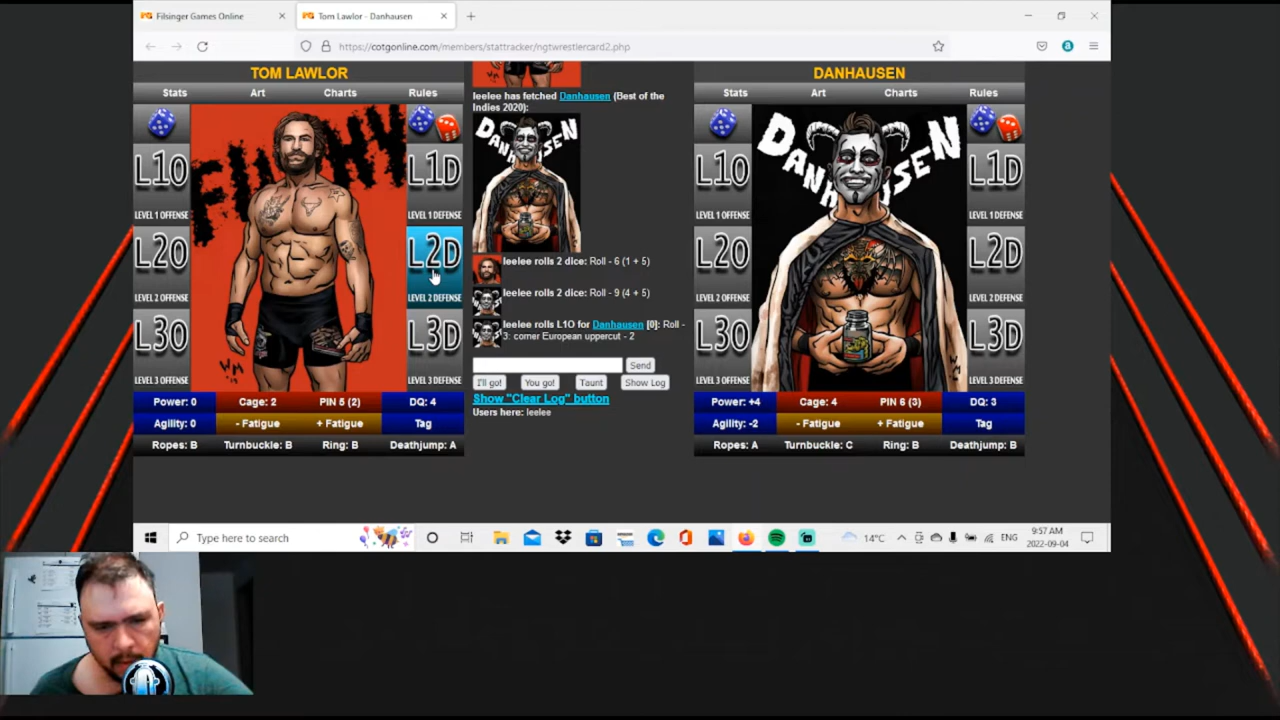 Filsinger Games Online
Tom Lawlor - Danhausen
https://cotgonline.com/members/stattracker/ngtwrestlercard2.php
TOM LAWLOR
Stats Art Charts Rules
L1O
LEVEL 1 OFFENSE
L2O
LEVEL 2 OFFENSE
L3O
LEVEL 3 OFFENSE
L1D
LEVEL 1 DEFENSE
L2D
LEVEL 2 DEFENSE
L3D
LEVEL 3 DEFENSE
Power: 0 Cage: 2 PIN 5 (2) DQ: 4
Agility: 0 - Fatigue + Fatigue Tag
Ropes: B Turnbuckle: B Ring: B Deathjump: A
leelee has fetched Danhausen (Best of the
Indies 2020):
DANHAUSEN
leelee rolls 2 dice: Roll - 6 (1 + 5)
leelee rolls 2 dice: Roll - 9 (4 + 5)
leelee rolls L1O for Danhausen [0]: Roll -
3: corner European uppercut - 2
Send
I'll go! You go! Taunt Show Log
Show "Clear Log" button
Users here: leelee
DANHAUSEN
Stats Art Charts Rules
DANHAUSEN
L1O
LEVEL 1 OFFENSE
L2O
LEVEL 2 OFFENSE
L3O
LEVEL 3 OFFENSE
L1D
LEVEL 1 DEFENSE
L2D
LEVEL 2 DEFENSE
L3D
LEVEL 3 DEFENSE
Power: +4 Cage: 4 PIN 6 (3) DQ: 3
Agility: -2 - Fatigue + Fatigue Tag
Ropes: A Turnbuckle: C Ring: B Deathjump: B
Type here to search
14°C
ENG
9:57 AM
2022-09-04